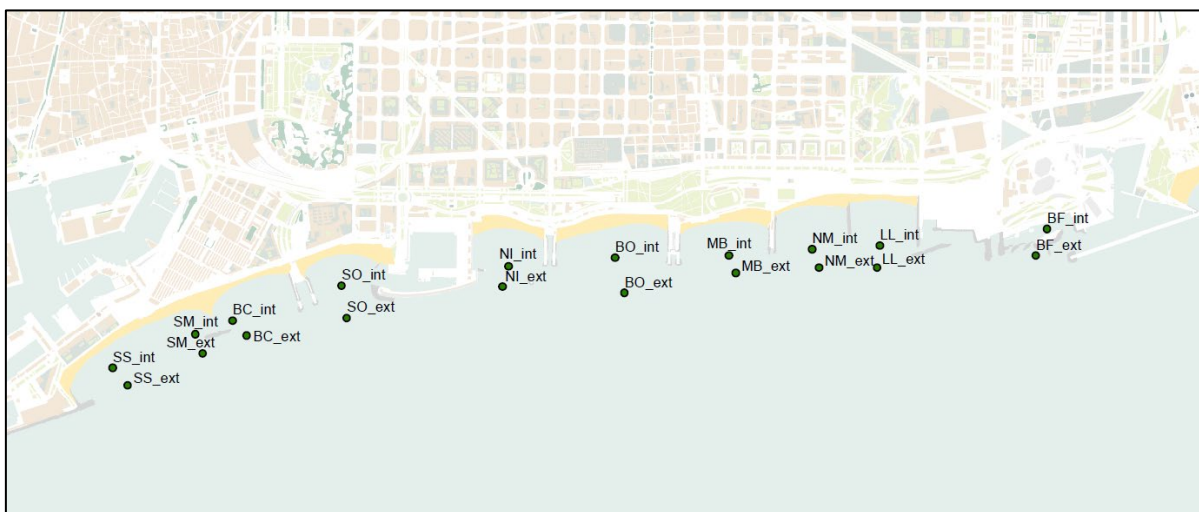 BF_int
BF_ext
LL_int
LL_ext
NM_int
NM_ext
MB_int
MB_ext
BO_int
BO_ext
NI_int
NI_ext
SO_int
SO_ext
BC_int
BC_ext
SM_int
SM_ext
SS_int
SS_ext